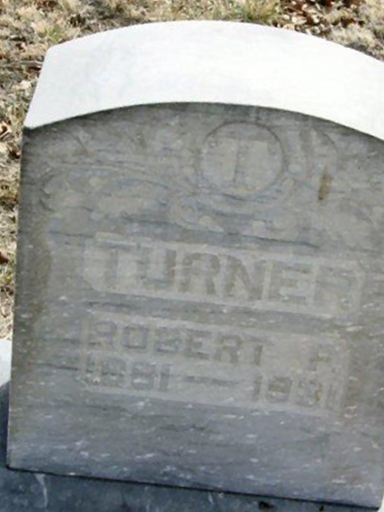 T
TURNER
ROBERT F.
1881 — 1931